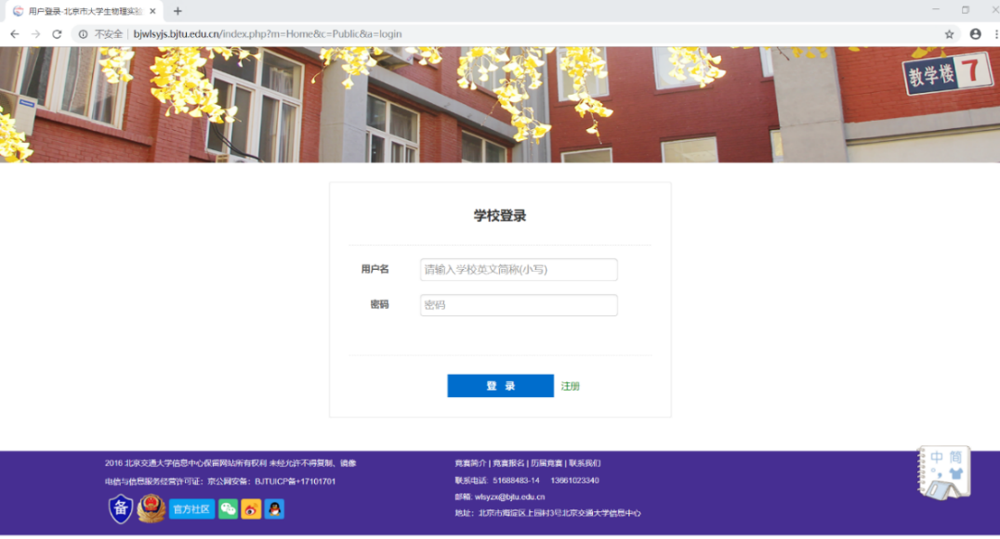 用户登录-北京市大学生物理实验
不安全 bjwlsyjs.bjtu.edu.cn/index.php?m=Home&c=Public&a=login
教学楼 7
学校登录
用户名 请输入学校英文简称(小写)
密码 密码
登 录 注册
2016 北京交通大学信息中心保留网站所有权利 未经允许不得复制、镜像
电信与信息服务经营许可证：京公网安备：BJTUICP备+17101701
备 官方社区
竞赛简介 | 竞赛报名 | 历届竞赛 | 联系我们
联系电话: 51688483-14 13661023340
邮箱: wlsyzx@bjtu.edu.cn
地址：北京市海淀区上园村3号北京交通大学信息中心
中 简